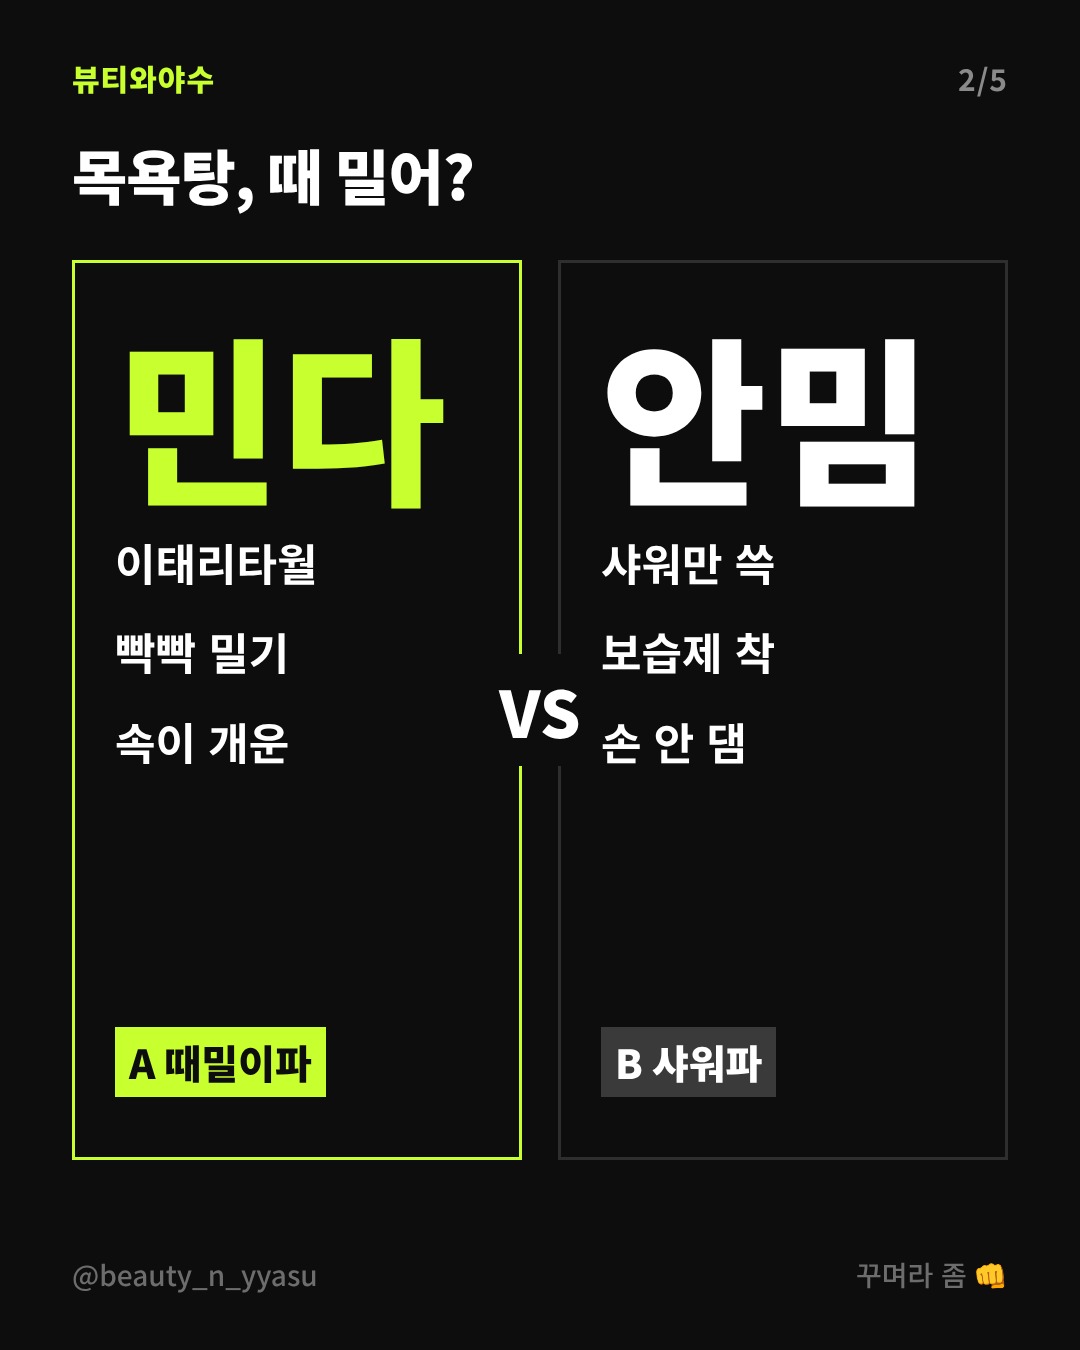 뷰티와야수
2/5
목욕탕, 때 밀어?
민다
이태리타월
빡빡 밀기
속이 개운
A 때밀이파
VS
안밈
샤워만 쓱
보습제 착
손 안 댐
B 샤워파
@beauty_n_yyasu
꾸며라 좀 👊